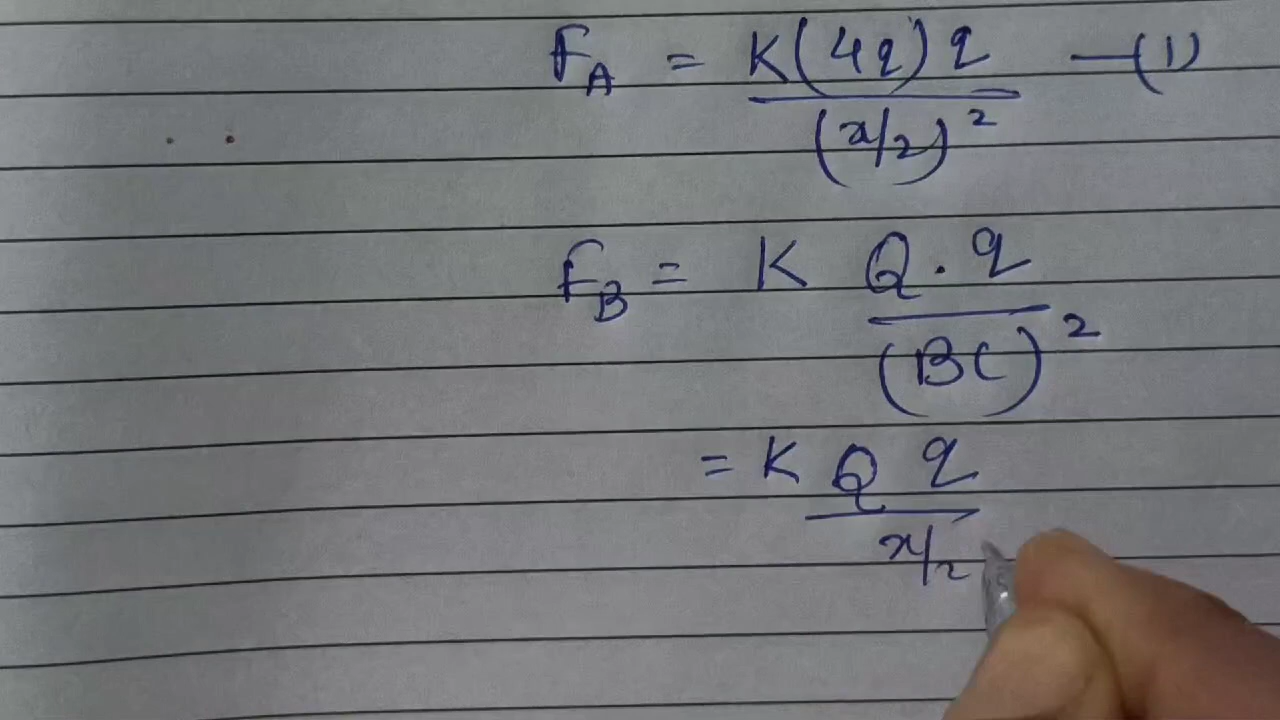 F_A = K(4q)q / (x/2)^2 —(1)
F_B = K Q.q / (BC)^2
= K Q q / x/2